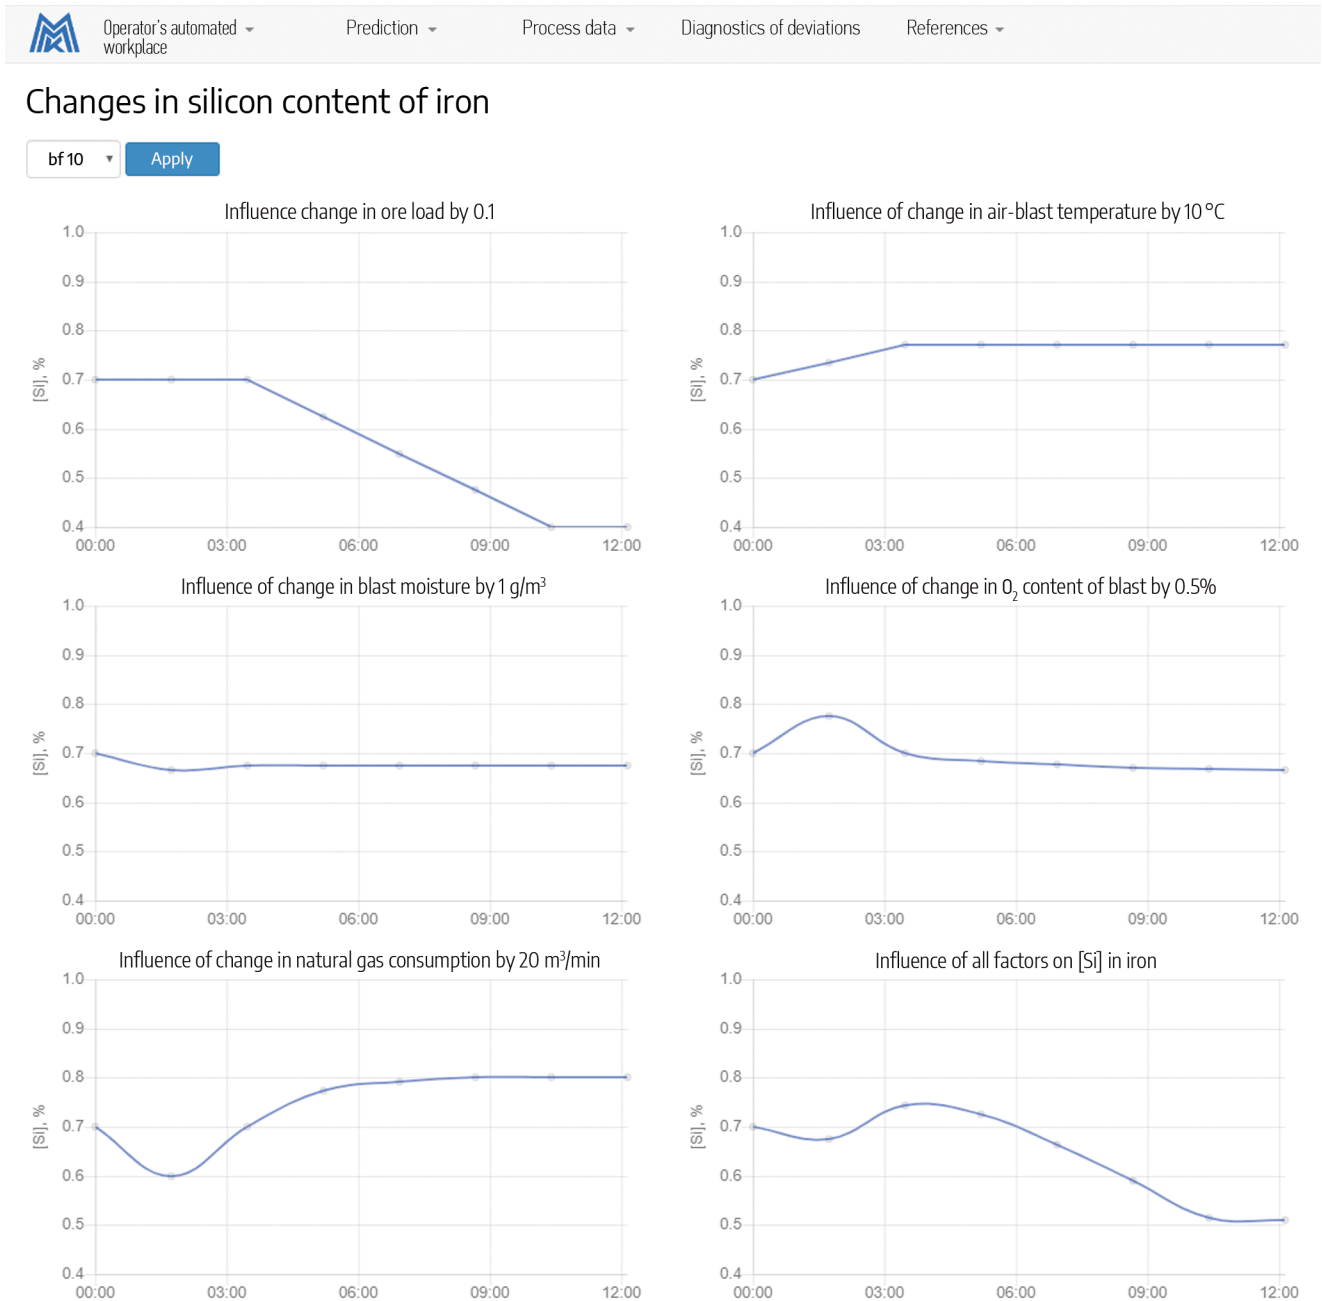 Operator's automated workplace
Prediction
Process data
Diagnostics of deviations
References
Changes in silicon content of iron
bf 10
Apply
Influence change in ore load by 0.1
1.0
0.9
0.8
0.7
0.6
0.5
0.4
[Si], %
00:00 03:00 06:00 09:00 12:00
Influence of change in air-blast temperature by 10 °C
1.0
0.9
0.8
0.7
0.6
0.5
0.4
[Si], %
00:00 03:00 06:00 09:00 12:00
Influence of change in blast moisture by 1 g/m³
1.0
0.9
0.8
0.7
0.6
0.5
0.4
[Si], %
00:00 03:00 06:00 09:00 12:00
Influence of change in O₂ content of blast by 0.5%
1.0
0.9
0.8
0.7
0.6
0.5
0.4
[Si], %
00:00 03:00 06:00 09:00 12:00
Influence of change in natural gas consumption by 20 m³/min
1.0
0.9
0.8
0.7
0.6
0.5
0.4
[Si], %
00:00 03:00 06:00 09:00 12:00
Influence of all factors on [Si] in iron
1.0
0.9
0.8
0.7
0.6
0.5
0.4
[Si], %
00:00 03:00 06:00 09:00 12:00